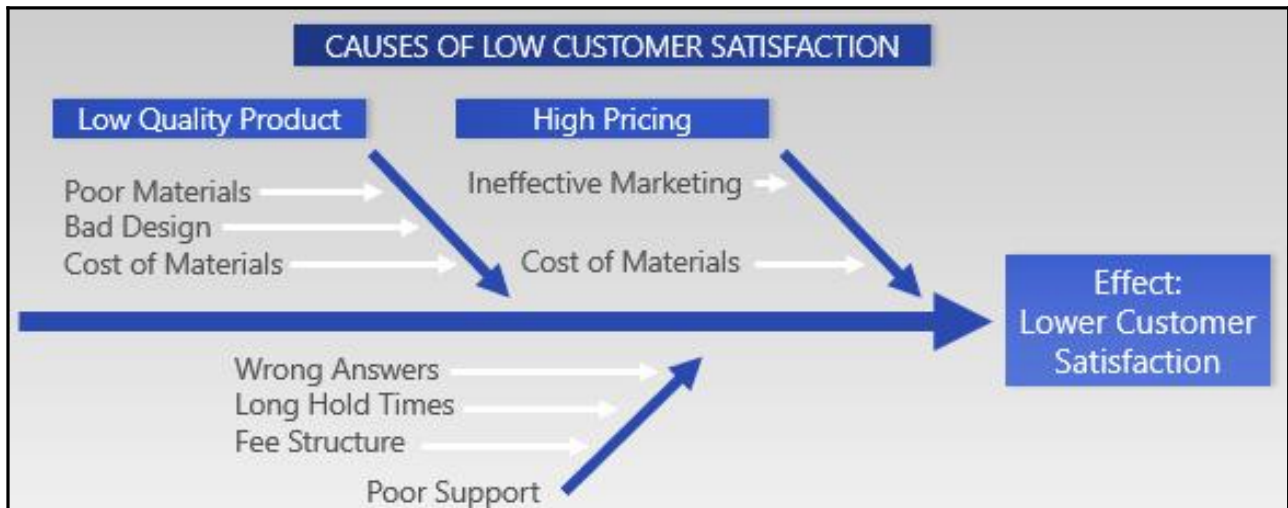 CAUSES OF LOW CUSTOMER SATISFACTION
Low Quality Product
High Pricing
Poor Materials
Bad Design
Cost of Materials
Ineffective Marketing
Cost of Materials
Effect:
Lower Customer
Satisfaction
Wrong Answers
Long Hold Times
Fee Structure
Poor Support